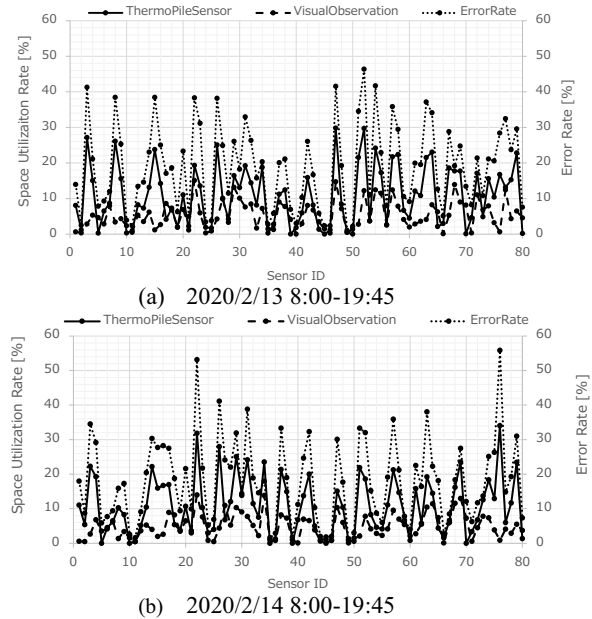 ThermoPileSensor VisualObservation ErrorRate
60 60
50 50
40 40
30 30
20 20
10 10
0 0
0 10 20 30 40 50 60 70 80
Space Utilizaiton Rate [%]
Error Rate [%]
Sensor ID
(a) 2020/2/13 8:00-19:45
ThermoPileSensor VisualObservation ErrorRate
60 60
50 50
40 40
30 30
20 20
10 10
0 0
0 10 20 30 40 50 60 70 80
Space Utilization Rate [%]
Error Rate [%]
Sensor ID
(b) 2020/2/14 8:00-19:45